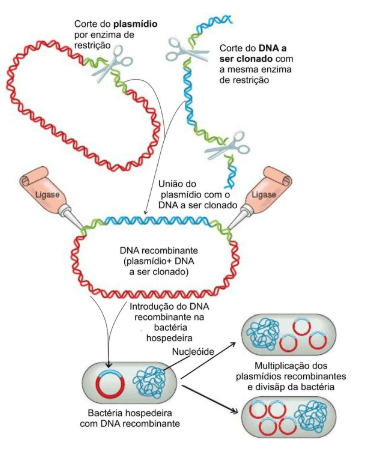 Corte do plasmídio
por enzima de
restrição
Corte do DNA a
ser clonado com
a mesma enzima
de restrição
União do
plasmídio com o
DNA a ser clonado
Ligase
Ligase
DNA recombinante
(plasmídio+ DNA
a ser clonado)
Introdução do DNA
recombinante na
bactéria
hospedeira
Nucleóide
Bactéria hospedeira
com DNA recombinante
Multiplicação dos
plasmídios recombinantes
e divisãp da bactéria